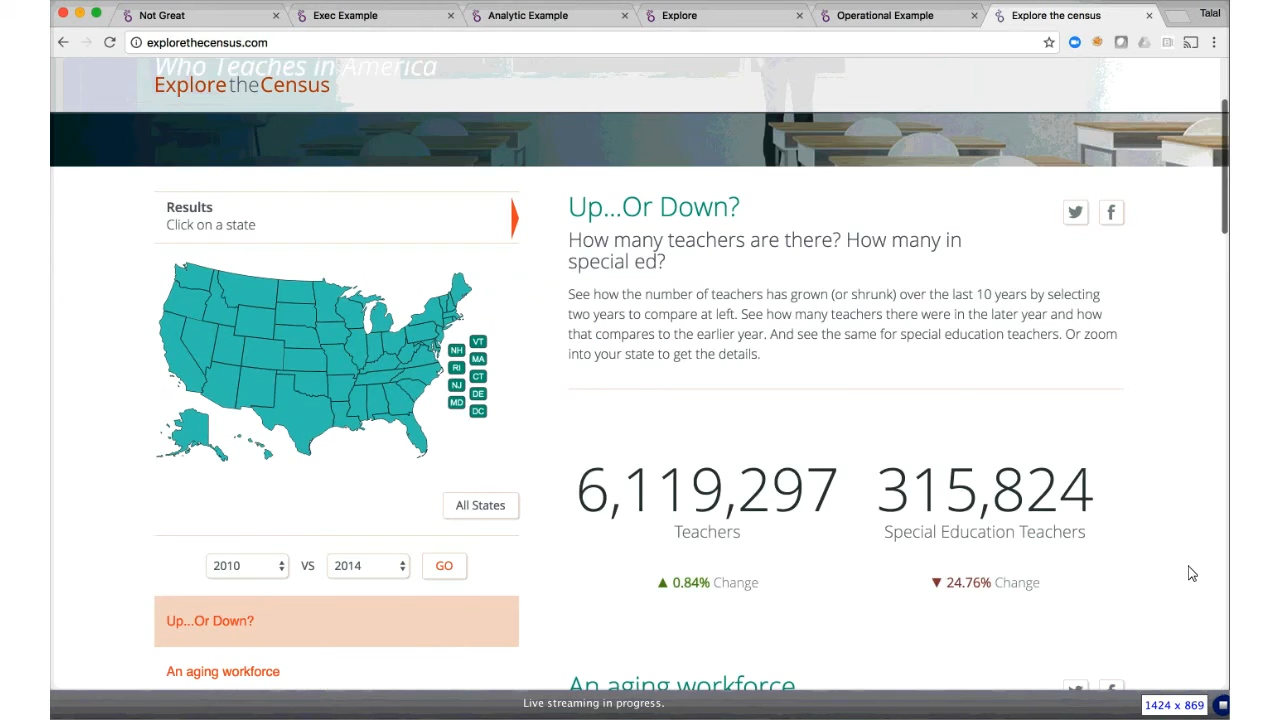 Not Great
Exec Example
Analytic Example
Explore
Operational Example
Explore the census
Talal
explorethecensus.com
Who Teaches in America
ExploretheCensus
Results
Click on a state
VT
NH
MA
RI
CT
NJ
DE
MD
DC
All States
2010 VS 2014 GO
Up...Or Down?
An aging workforce
Up...Or Down?
How many teachers are there? How many in
special ed?
See how the number of teachers has grown (or shrunk) over the last 10 years by selecting
two years to compare at left. See how many teachers there were in the later year and how
that compares to the earlier year. And see the same for special education teachers. Or zoom
into your state to get the details.
6,119,297 315,824
Teachers Special Education Teachers
▲ 0.84% Change ▼ 24.76% Change
An aging workforce
Live streaming in progress.
1424 x 869